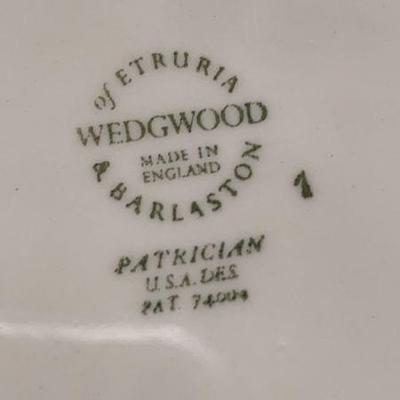 of ETRURIA
WEDGWOOD
MADE IN
ENGLAND
& BARLASTON
1
PATRICIAN
U.S.A. DES.
PAT. 74004